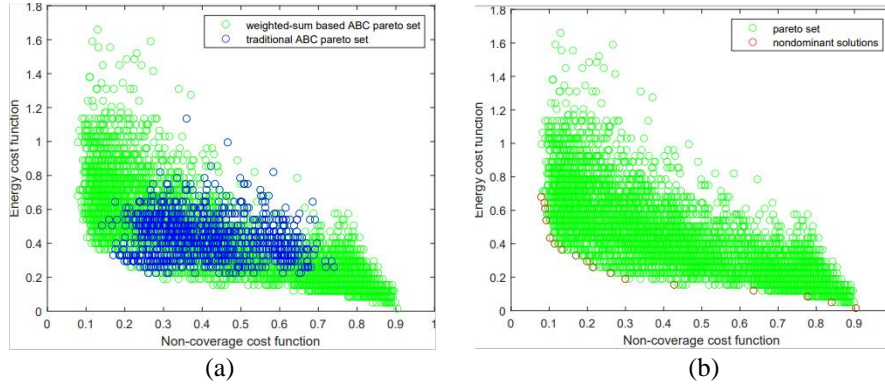 1.8
1.6
1.4
1.2
1
0.8
0.6
0.4
0.2
0
Energy cost function
weighted-sum based ABC pareto set
traditional ABC pareto set
0 0.1 0.2 0.3 0.4 0.5 0.6 0.7 0.8 0.9 1
Non-coverage cost function
(a)
1.8
1.6
1.4
1.2
1
0.8
0.6
0.4
0.2
0
Energy cost function
pareto set
nondominant solutions
0 0.1 0.2 0.3 0.4 0.5 0.6 0.7 0.8 0.9
Non-coverage cost function
(b)